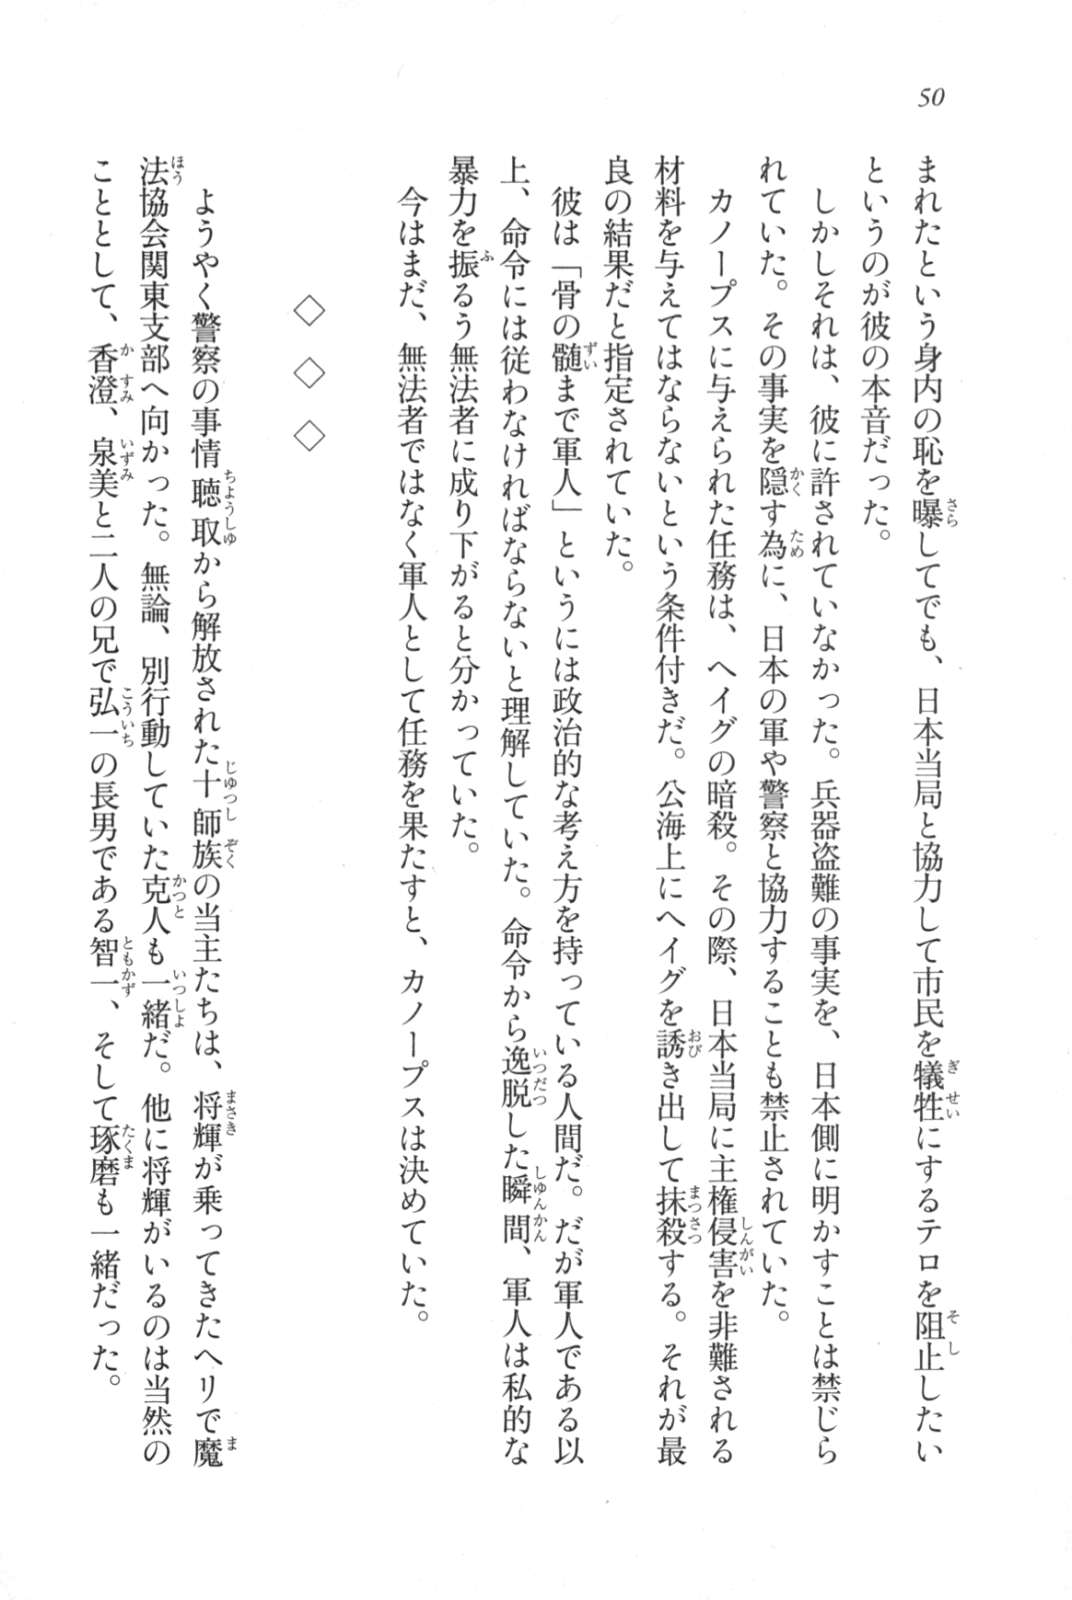 50
まれたという身内の恥を曝してでも、日本当局と協力して市民を犠牲にするテロを阻止したい
というのが彼の本音だった。
しかしそれは、彼に許されていなかった。兵器盗難の事実を、日本側に明かすことは禁じら
れていた。その事実を隠す為に、日本の軍や警察と協力することも禁止されていた。
カノープスに与えられた任務は、ヘイグの暗殺。その際、日本当局に主権侵害を非難される
材料を与えてはならないという条件付きだ。公海上にヘイグを誘き出して抹殺する。それが最
良の結果だと指定されていた。
彼は「骨の髄まで軍人」というには政治的な考え方を持っている人間だ。だが軍人である以
上、命令には従わなければならないと理解していた。命令から逸脱した瞬間、軍人は私的な
暴力を振るう無法者に成り下がると分かっていた。
今はまだ、無法者ではなく軍人として任務を果たすと、カノープスは決めていた。
◇ ◇ ◇
ようやく警察の事情聴取から解放された十師族の当主たちは、将輝が乗ってきたヘリで魔
法協会関東支部へ向かった。無論、別行動していた克人も一緒だ。他に将輝がいるのは当然の
こととして、香澄、泉美と二人の兄で弘一の長男である智一、そして琢磨も一緒だった。